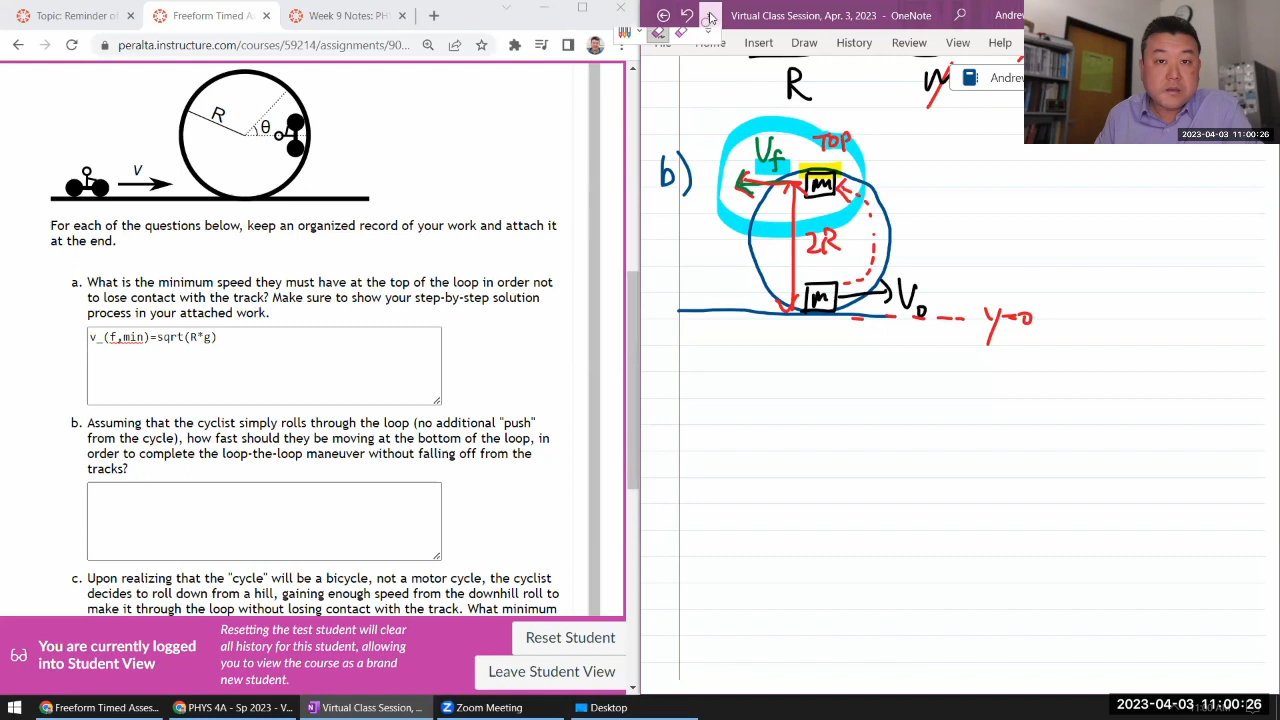 Topic: Reminder of
Freeform Timed Ass
Week 9 Notes: PH
Virtual Class Session, Apr. 3, 2023 - OneNote
Andre
peralta.instructure.com/courses/59214/assignments/90...
Home
Insert
Draw
History
Review
View
Help
Andrew
2023-04-03 11:00:26
R
θ
v
For each of the questions below, keep an organized record of your work and attach it
at the end.
a. What is the minimum speed they must have at the top of the loop in order not
to lose contact with the track? Make sure to show your step-by-step solution
process in your attached work.
v_(f,min)=sqrt(R*g)
b. Assuming that the cyclist simply rolls through the loop (no additional "push"
from the cycle), how fast should they be moving at the bottom of the loop, in
order to complete the loop-the-loop maneuver without falling off from the
tracks?
c. Upon realizing that the "cycle" will be a bicycle, not a motor cycle, the cyclist
decides to roll down from a hill, gaining enough speed from the downhill roll to
make it through the loop without losing contact with the track. What minimum
You are currently logged
into Student View
Resetting the test student will clear
all history for this student, allowing
you to view the course as a brand
new student.
Reset Student
Leave Student View
R
m
b)
TOP
Vf
m
2R
m
V0
y=0
Freeform Timed Asses...
PHYS 4A - Sp 2023 - V...
Virtual Class Session, ...
Zoom Meeting
Desktop
2023-04-03 11:00:26